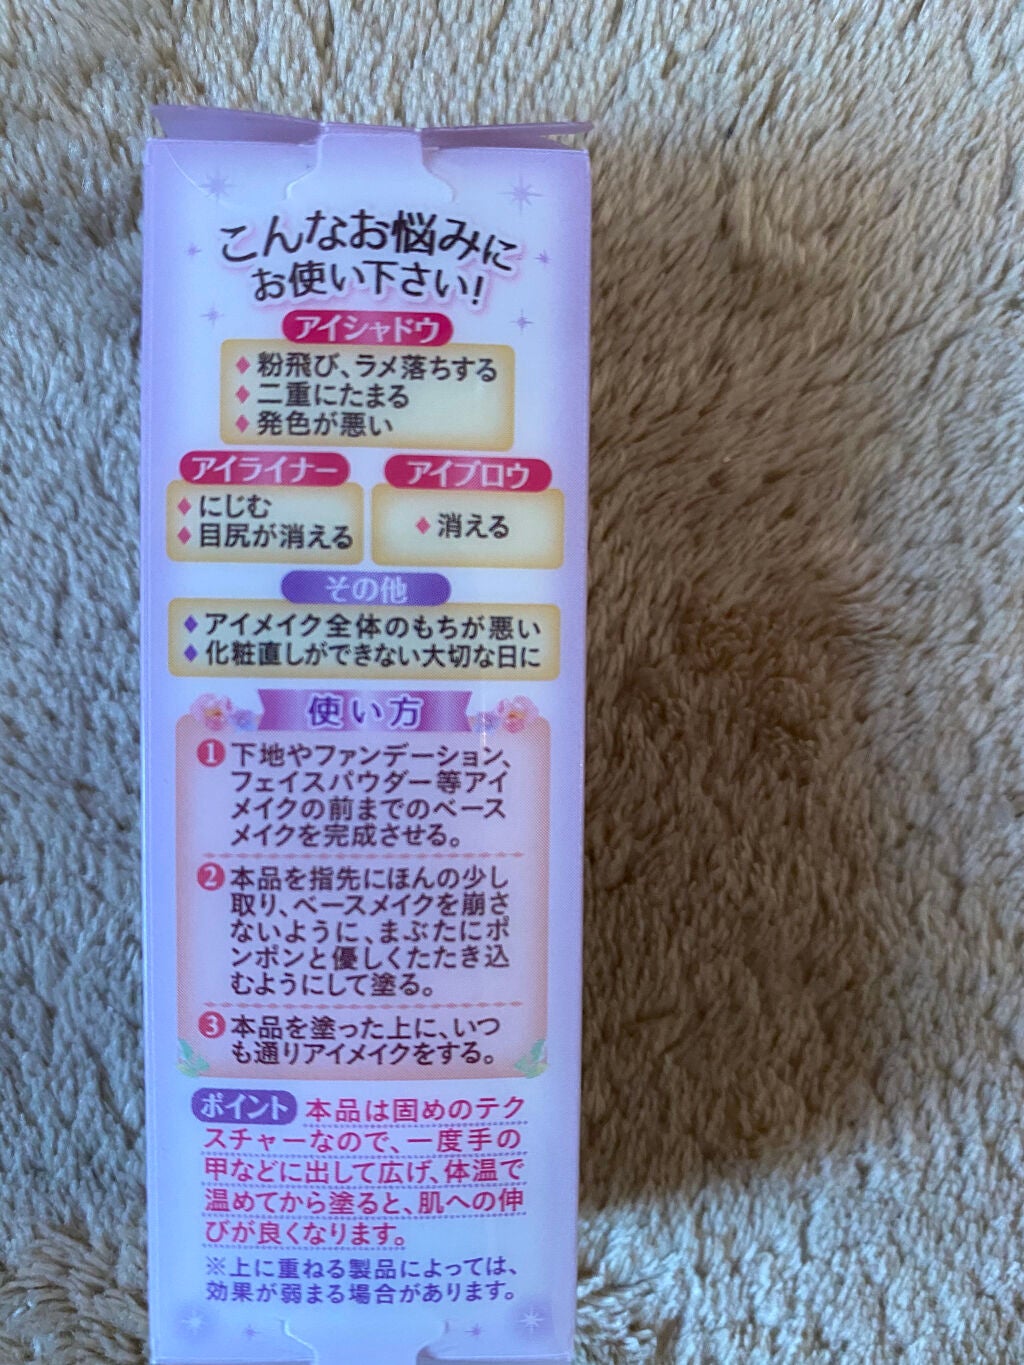 こんなお悩みに
お使い下さい!
アイシャドウ
♦粉飛び、ラメ落ちする
♦二重にたまる
♦発色が悪い
アイライナー
♦にじむ
♦目尻が消える
アイブロウ
♦消える
その他
♦アイメイク全体のもちが悪い
♦化粧直しができない大切な日に
使い方
❶下地やファンデーション、
フェイスパウダー等アイ
メイクの前までのベース
メイクを完成させる。
❷本品を指先にほんの少し
取り、ベースメイクを崩さ
ないように、まぶたにポ
ンポンと優しくたたき込
むようにして塗る。
❸本品を塗った上に、いつ
も通りアイメイクをする。
ポイント 本品は固めのテク
スチャーなので、一度手の
甲などに出して広げ、体温で
温めてから塗ると、肌への伸
びが良くなります。
※上に重ねる製品によっては、
効果が弱まる場合があります。